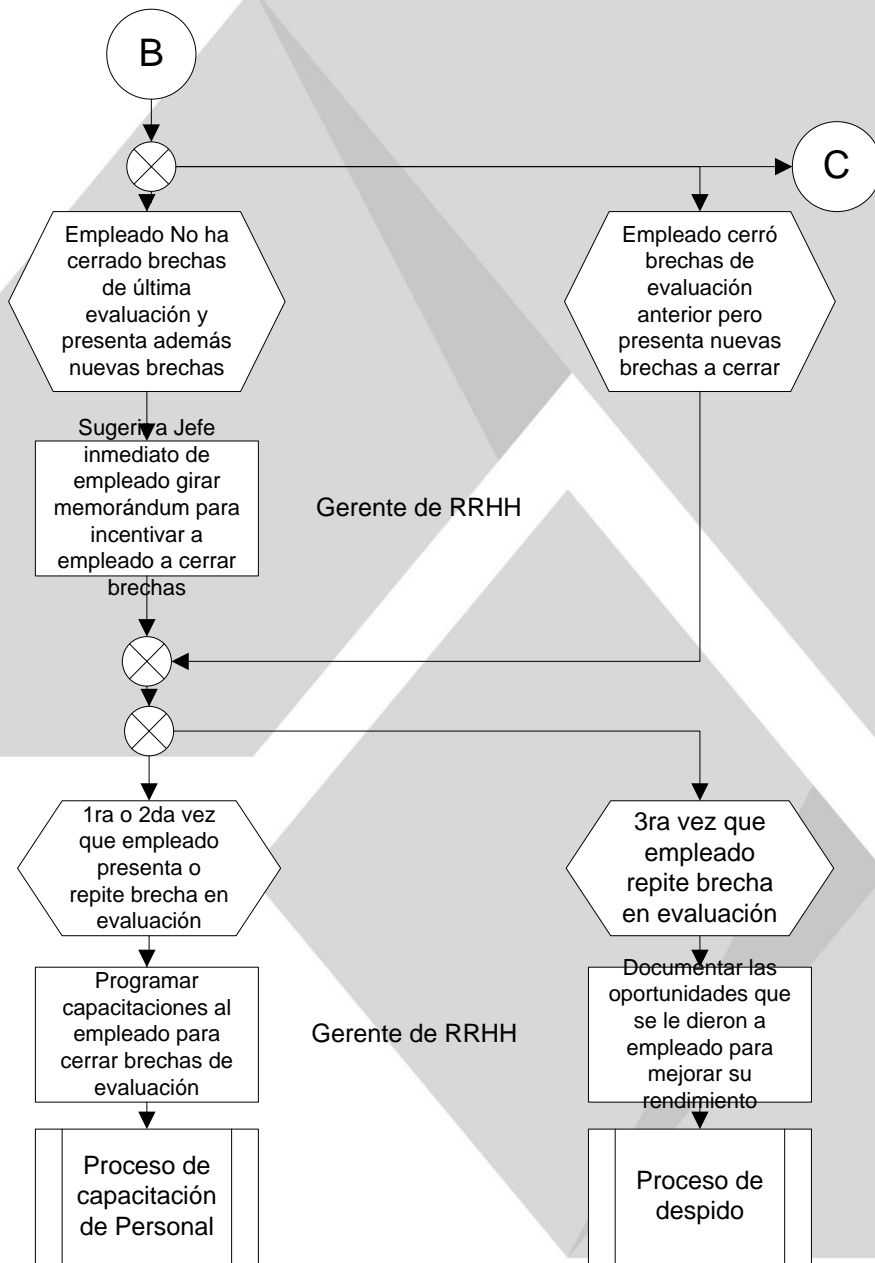 B
C
Empleado No ha
cerrado brechas
de última
evaluación y
presenta además
nuevas brechas
Empleado cerró
brechas de
evaluación
anterior pero
presenta nuevas
brechas a cerrar
Sugerir a Jefe
inmediato de
empleado girar
memorándum para
incentivar a
empleado a cerrar
brechas
Gerente de RRHH
1ra o 2da vez
que empleado
presenta o
repite brecha en
evaluación
3ra vez que
empleado
repite brecha
en evaluación
Programar
capacitaciones al
empleado para
cerrar brechas de
evaluación
Gerente de RRHH
Documentar las
oportunidades que
se le dieron a
empleado para
mejorar su
rendimiento
Proceso de
capacitación
de Personal
Proceso de
despido